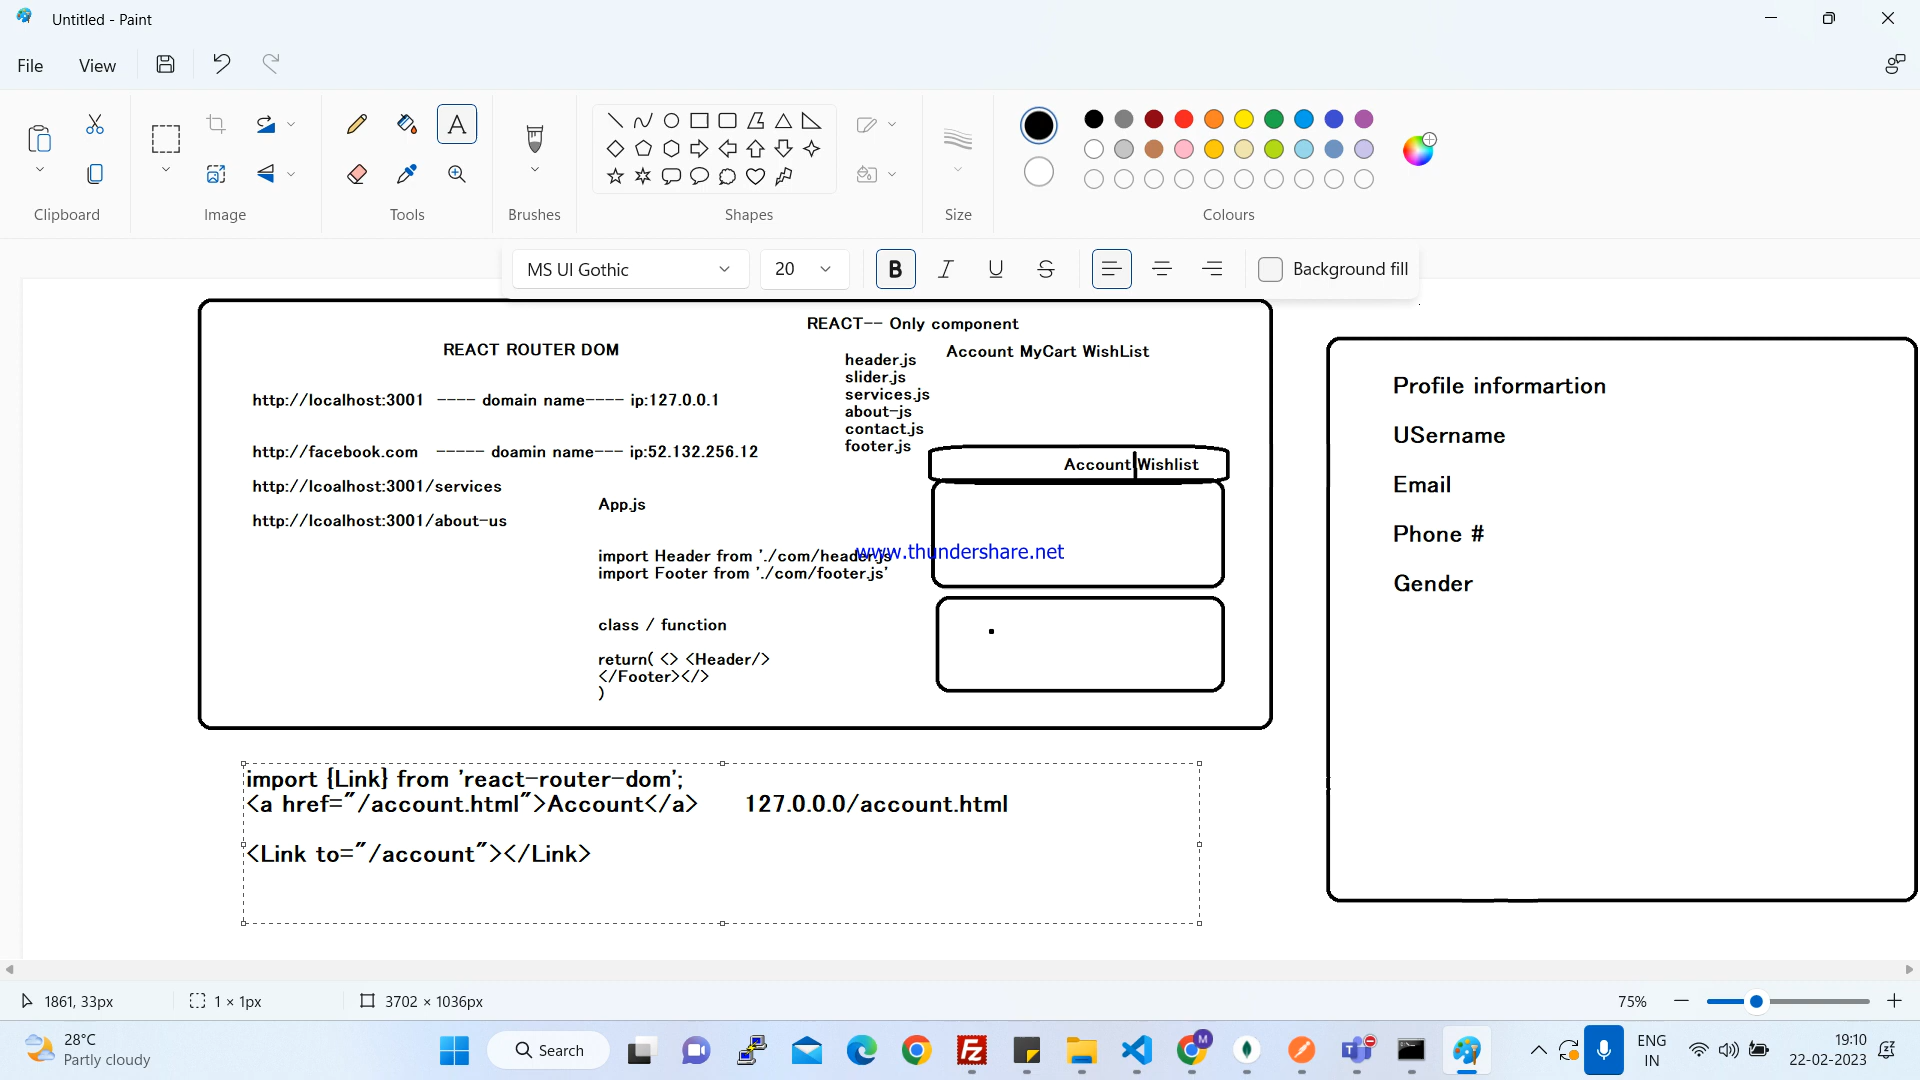 Untitled - Paint
File
View
Clipboard
Image
Tools
Brushes
Shapes
Size
Colours
MS UI Gothic
20
B
Background fill
REACT-- Only component
REACT ROUTER DOM
Account MyCart WishList
header.js
slider.js
services.js
about-js
contact.js
footer.js
http://localhost:3001 ---- domain name---- ip:127.0.0.1
http://facebook.com ----- doamin name--- ip:52.132.256.12
http://lcoalhost:3001/services
http://lcoalhost:3001/about-us
Account Wishlist
App.js
import Header from './com/header.js
import Footer from './com/footer.js'
www.thundershare.net
class / function
return( <> <Header/>
</Footer></>
)
Profile informartion
USername
Email
Phone #
Gender
import {Link} from 'react-router-dom';
<a href="/account.html">Account</a> 127.0.0.0/account.html
<Link to="/account"></Link>
1861, 33px
1 × 1px
3702 × 1036px
75%
28°C
Partly cloudy
Search
M
ENG
IN
19:10
22-02-2023